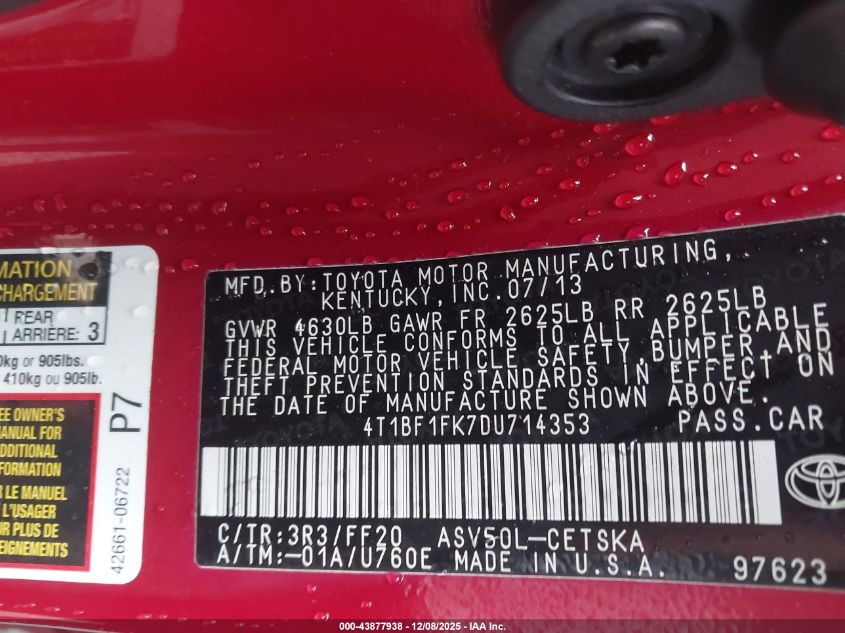 MATION
CHARGEMENT
REAR
ARRIÈRE: 3
kg or 905lbs.
410kg ou 905lb.
EE OWNER'S
MANUAL FOR
ADDITIONAL
FORMATION
R LE MANUEL
L'USAGER
UR PLUS DE
EIGNEMENTS
P7
42661-06722
MFD.BY:TOYOTA MOTOR MANUFACTURING,
KENTUCKY,INC.07/13
GVWR 4630LB GAWR FR 2625LB RR 2625LB
THIS VEHICLE CONFORMS TO ALL APPLICABLE
FEDERAL MOTOR VEHICLE SAFETY,BUMPER,AND
THEFT PREVENTION STANDARDS IN EFFECT ON
THE DATE OF MANUFACTURE SHOWN ABOVE.
4T1BF1FK7DU714353 PASS.CAR
C/TR:3R3/FF20 ASV50L-CETSKA
A/TM:-01A/U760E MADE IN U.S.A.
97623
000-43877938 | 12/08/2025 - IAA Inc.